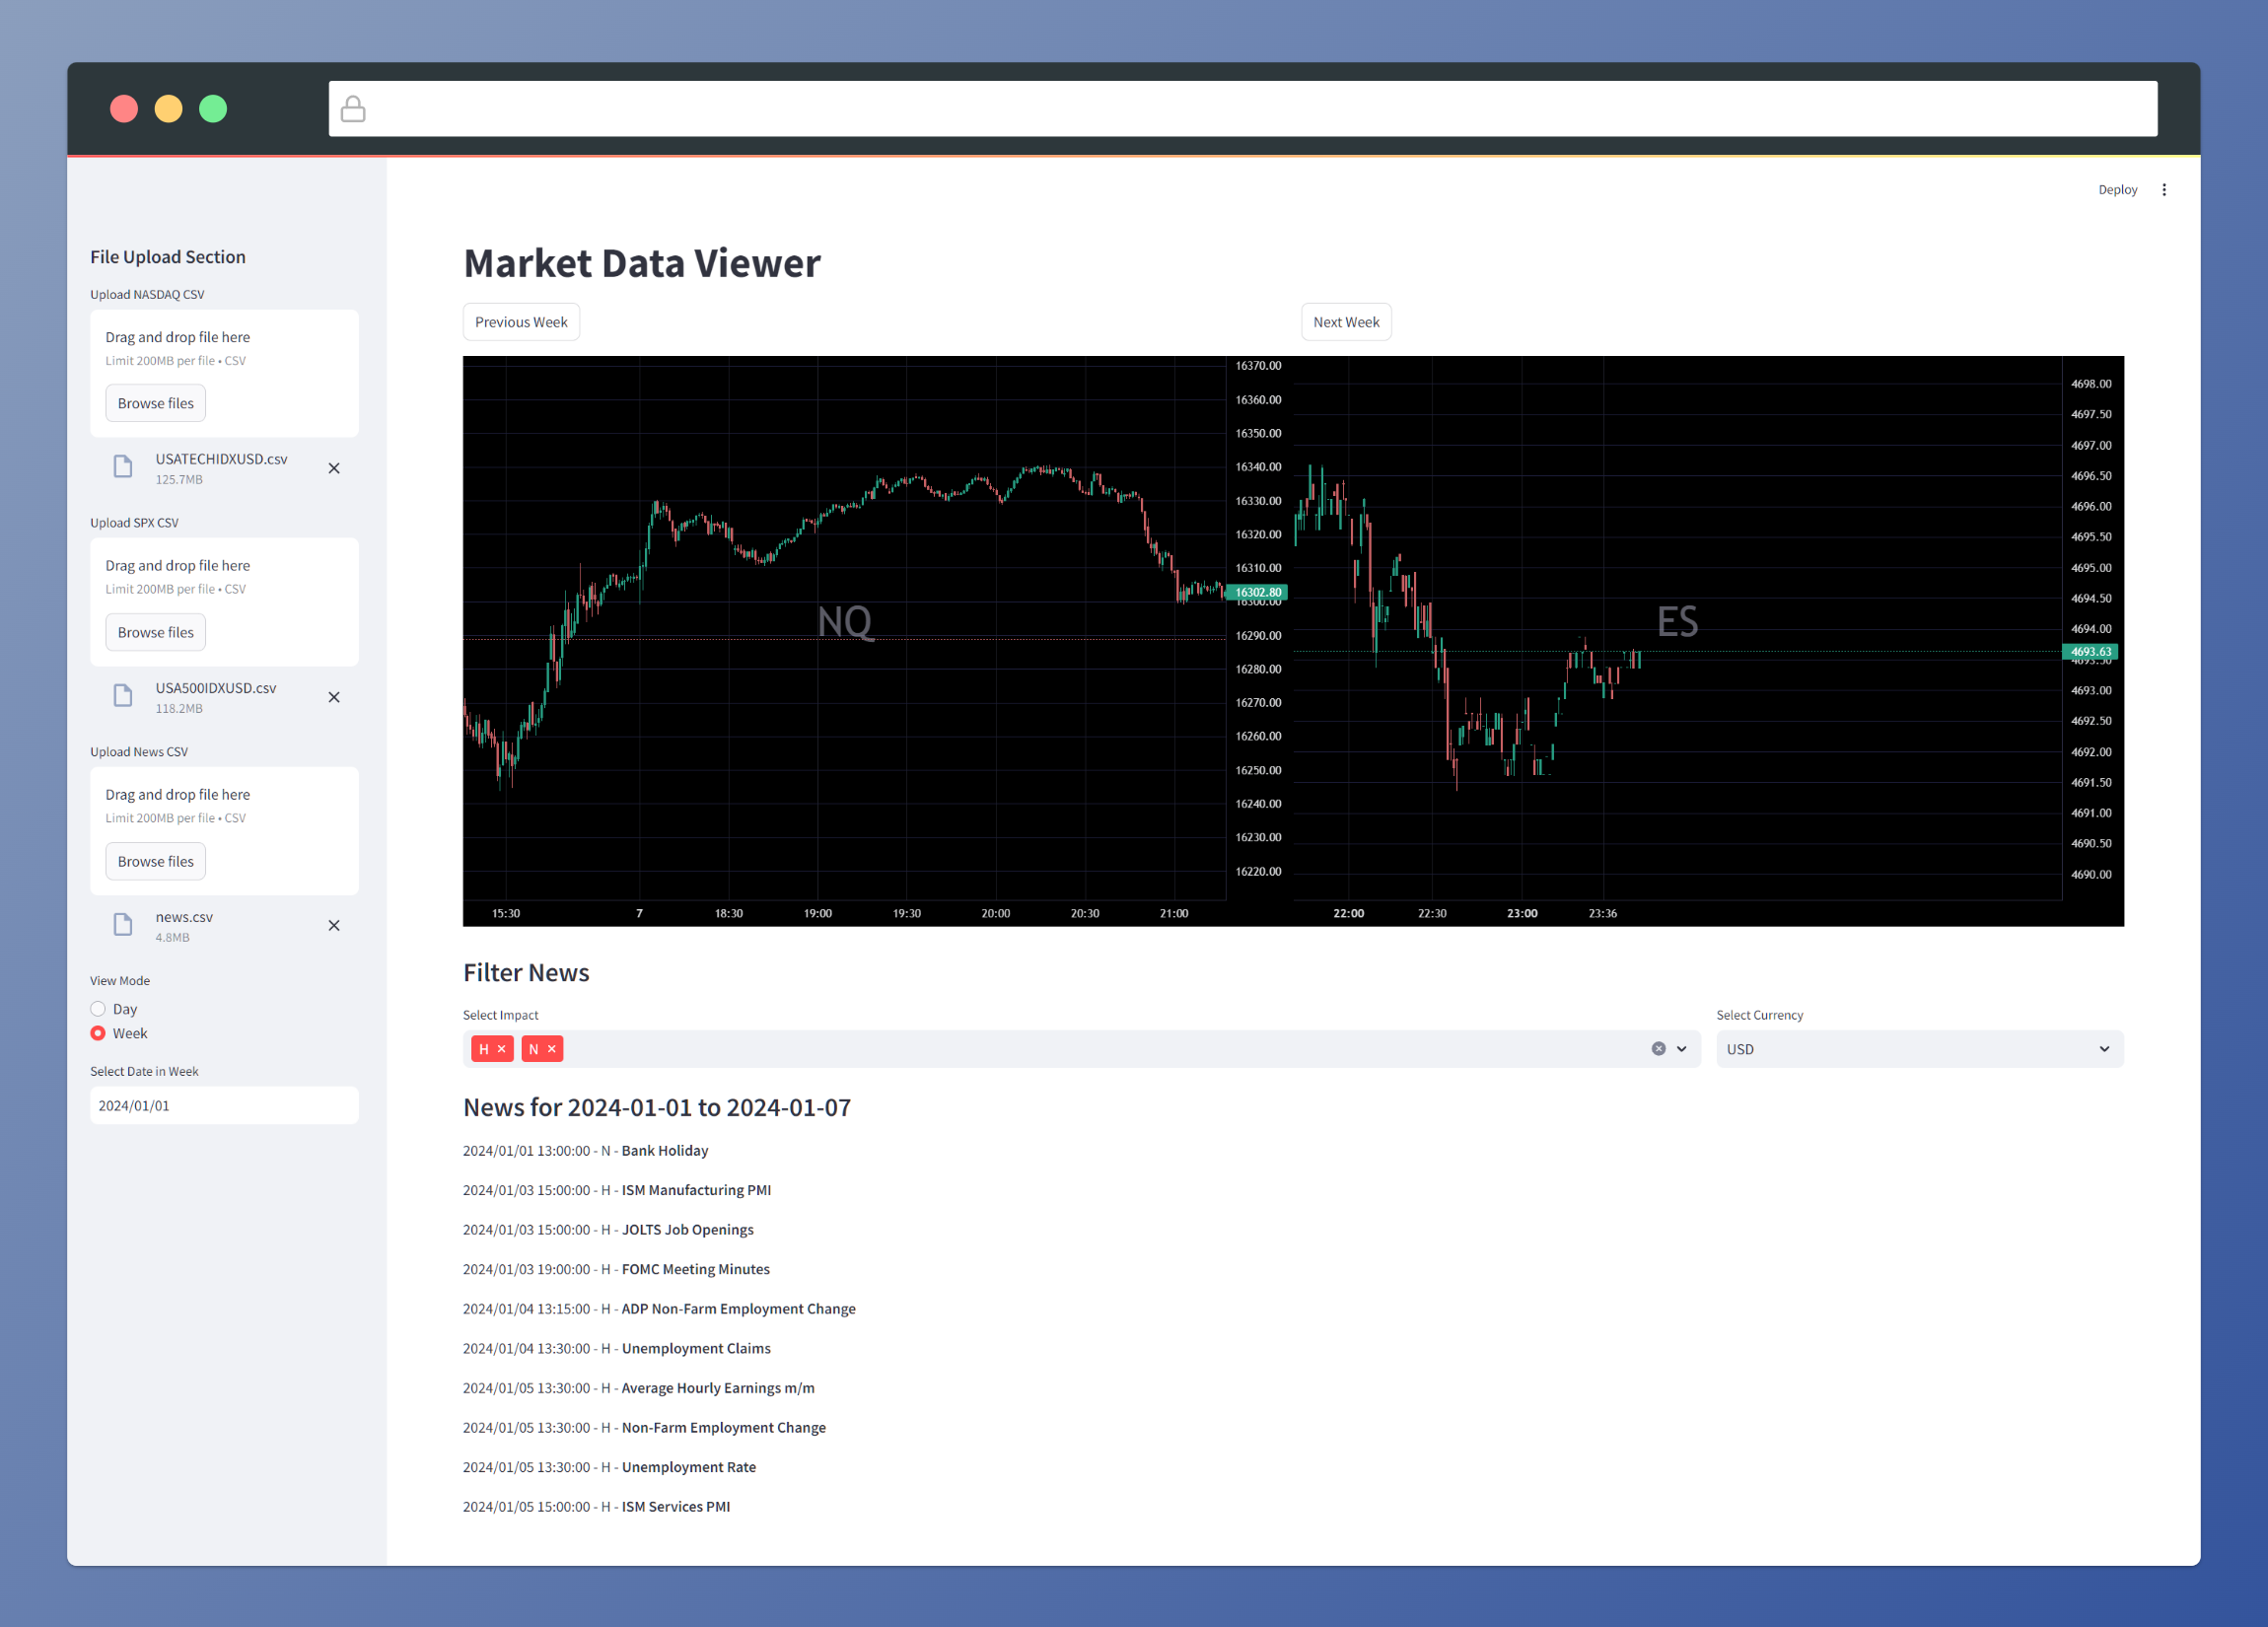 Deploy
File Upload Section
Upload NASDAQ CSV
Drag and drop file here
Limit 200MB per file • CSV
Browse files
USATECHIDXUSD.csv
125.7MB
Upload SPX CSV
Drag and drop file here
Limit 200MB per file • CSV
Browse files
USA500IDXUSD.csv
118.2MB
Upload News CSV
Drag and drop file here
Limit 200MB per file • CSV
Browse files
news.csv
4.8MB
View Mode
Day
Week
Select Date in Week
2024/01/01
Market Data Viewer
Previous Week
Next Week
NQ
16370.00
16360.00
16350.00
16340.00
16330.00
16320.00
16310.00
16302.80
16300.00
16290.00
16280.00
16270.00
16260.00
16250.00
16240.00
16230.00
16220.00
15:30 7 18:30 19:00 19:30 20:00 20:30 21:00
ES
4698.00
4697.50
4697.00
4696.50
4696.00
4695.50
4695.00
4694.50
4694.00
4693.63
4693.50
4693.00
4692.50
4692.00
4691.50
4691.00
4690.50
4690.00
22:00 22:30 23:00 23:36
Filter News
Select Impact
H
N
Select Currency
USD
News for 2024-01-01 to 2024-01-07
2024/01/01 13:00:00 - N - Bank Holiday
2024/01/03 15:00:00 - H - ISM Manufacturing PMI
2024/01/03 15:00:00 - H - JOLTS Job Openings
2024/01/03 19:00:00 - H - FOMC Meeting Minutes
2024/01/04 13:15:00 - H - ADP Non-Farm Employment Change
2024/01/04 13:30:00 - H - Unemployment Claims
2024/01/05 13:30:00 - H - Average Hourly Earnings m/m
2024/01/05 13:30:00 - H - Non-Farm Employment Change
2024/01/05 13:30:00 - H - Unemployment Rate
2024/01/05 15:00:00 - H - ISM Services PMI